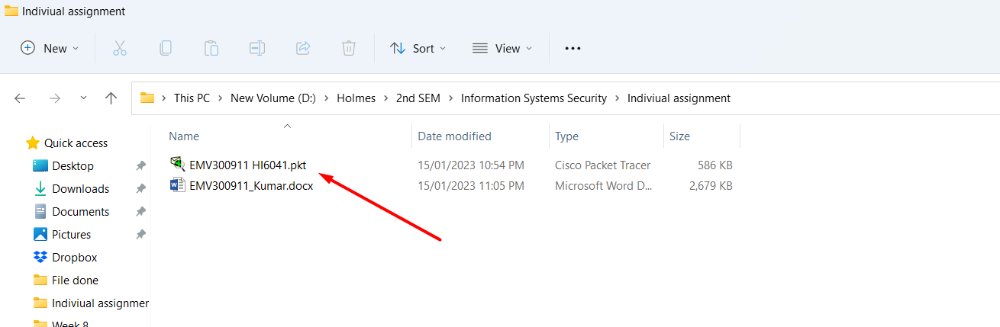 Indiviual assignment
New Sort View
This PC New Volume (D:) Holmes 2nd SEM Information Systems Security Indiviual assignment
Name Date modified Type Size
EMV300911 HI6041.pkt 15/01/2023 10:54 PM Cisco Packet Tracer 586 KB
EMV300911_Kumar.docx 15/01/2023 11:05 PM Microsoft Word D... 2,679 KB
Quick access
Desktop
Downloads
Documents
Pictures
Dropbox
File done
Indiviual assignmer
Week 8